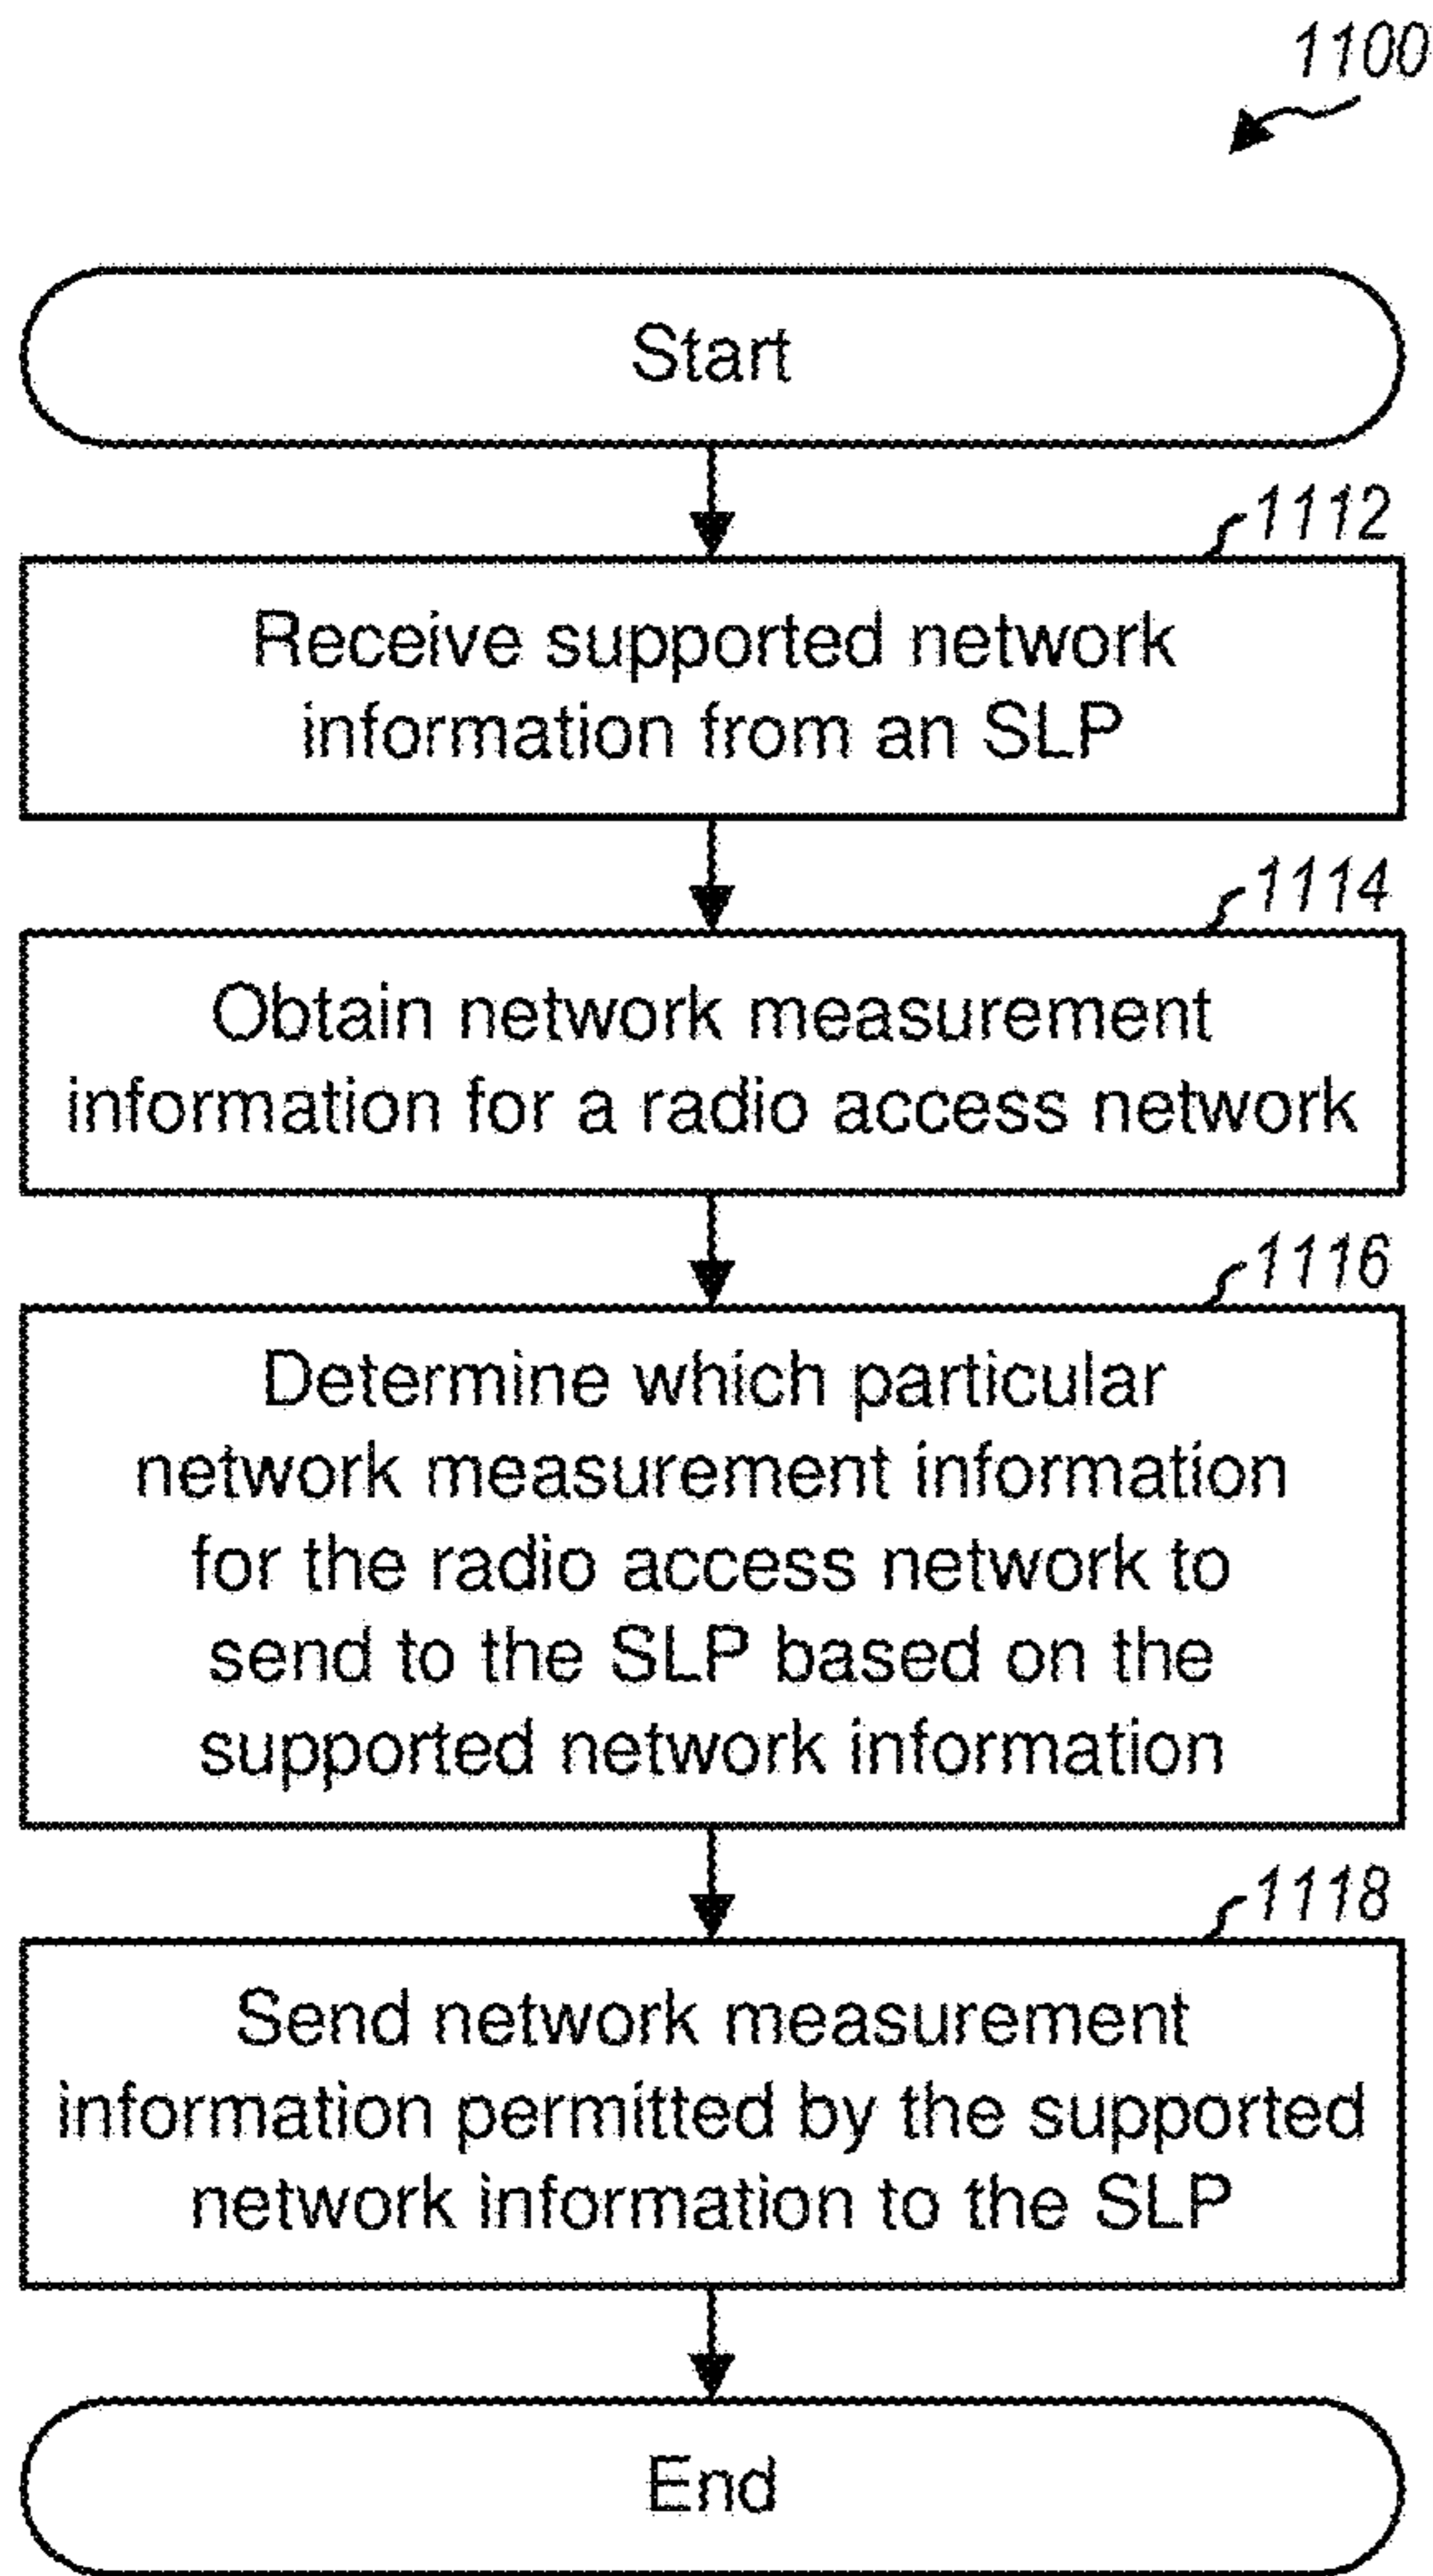 1100
Start
1112
Receive supported network
information from an SLP
1114
Obtain network measurement
information for a radio access network
1116
Determine which particular
network measurement information
for the radio access network to
send to the SLP based on the
supported network information
1118
Send network measurement
information permitted by the supported
network information to the SLP
End